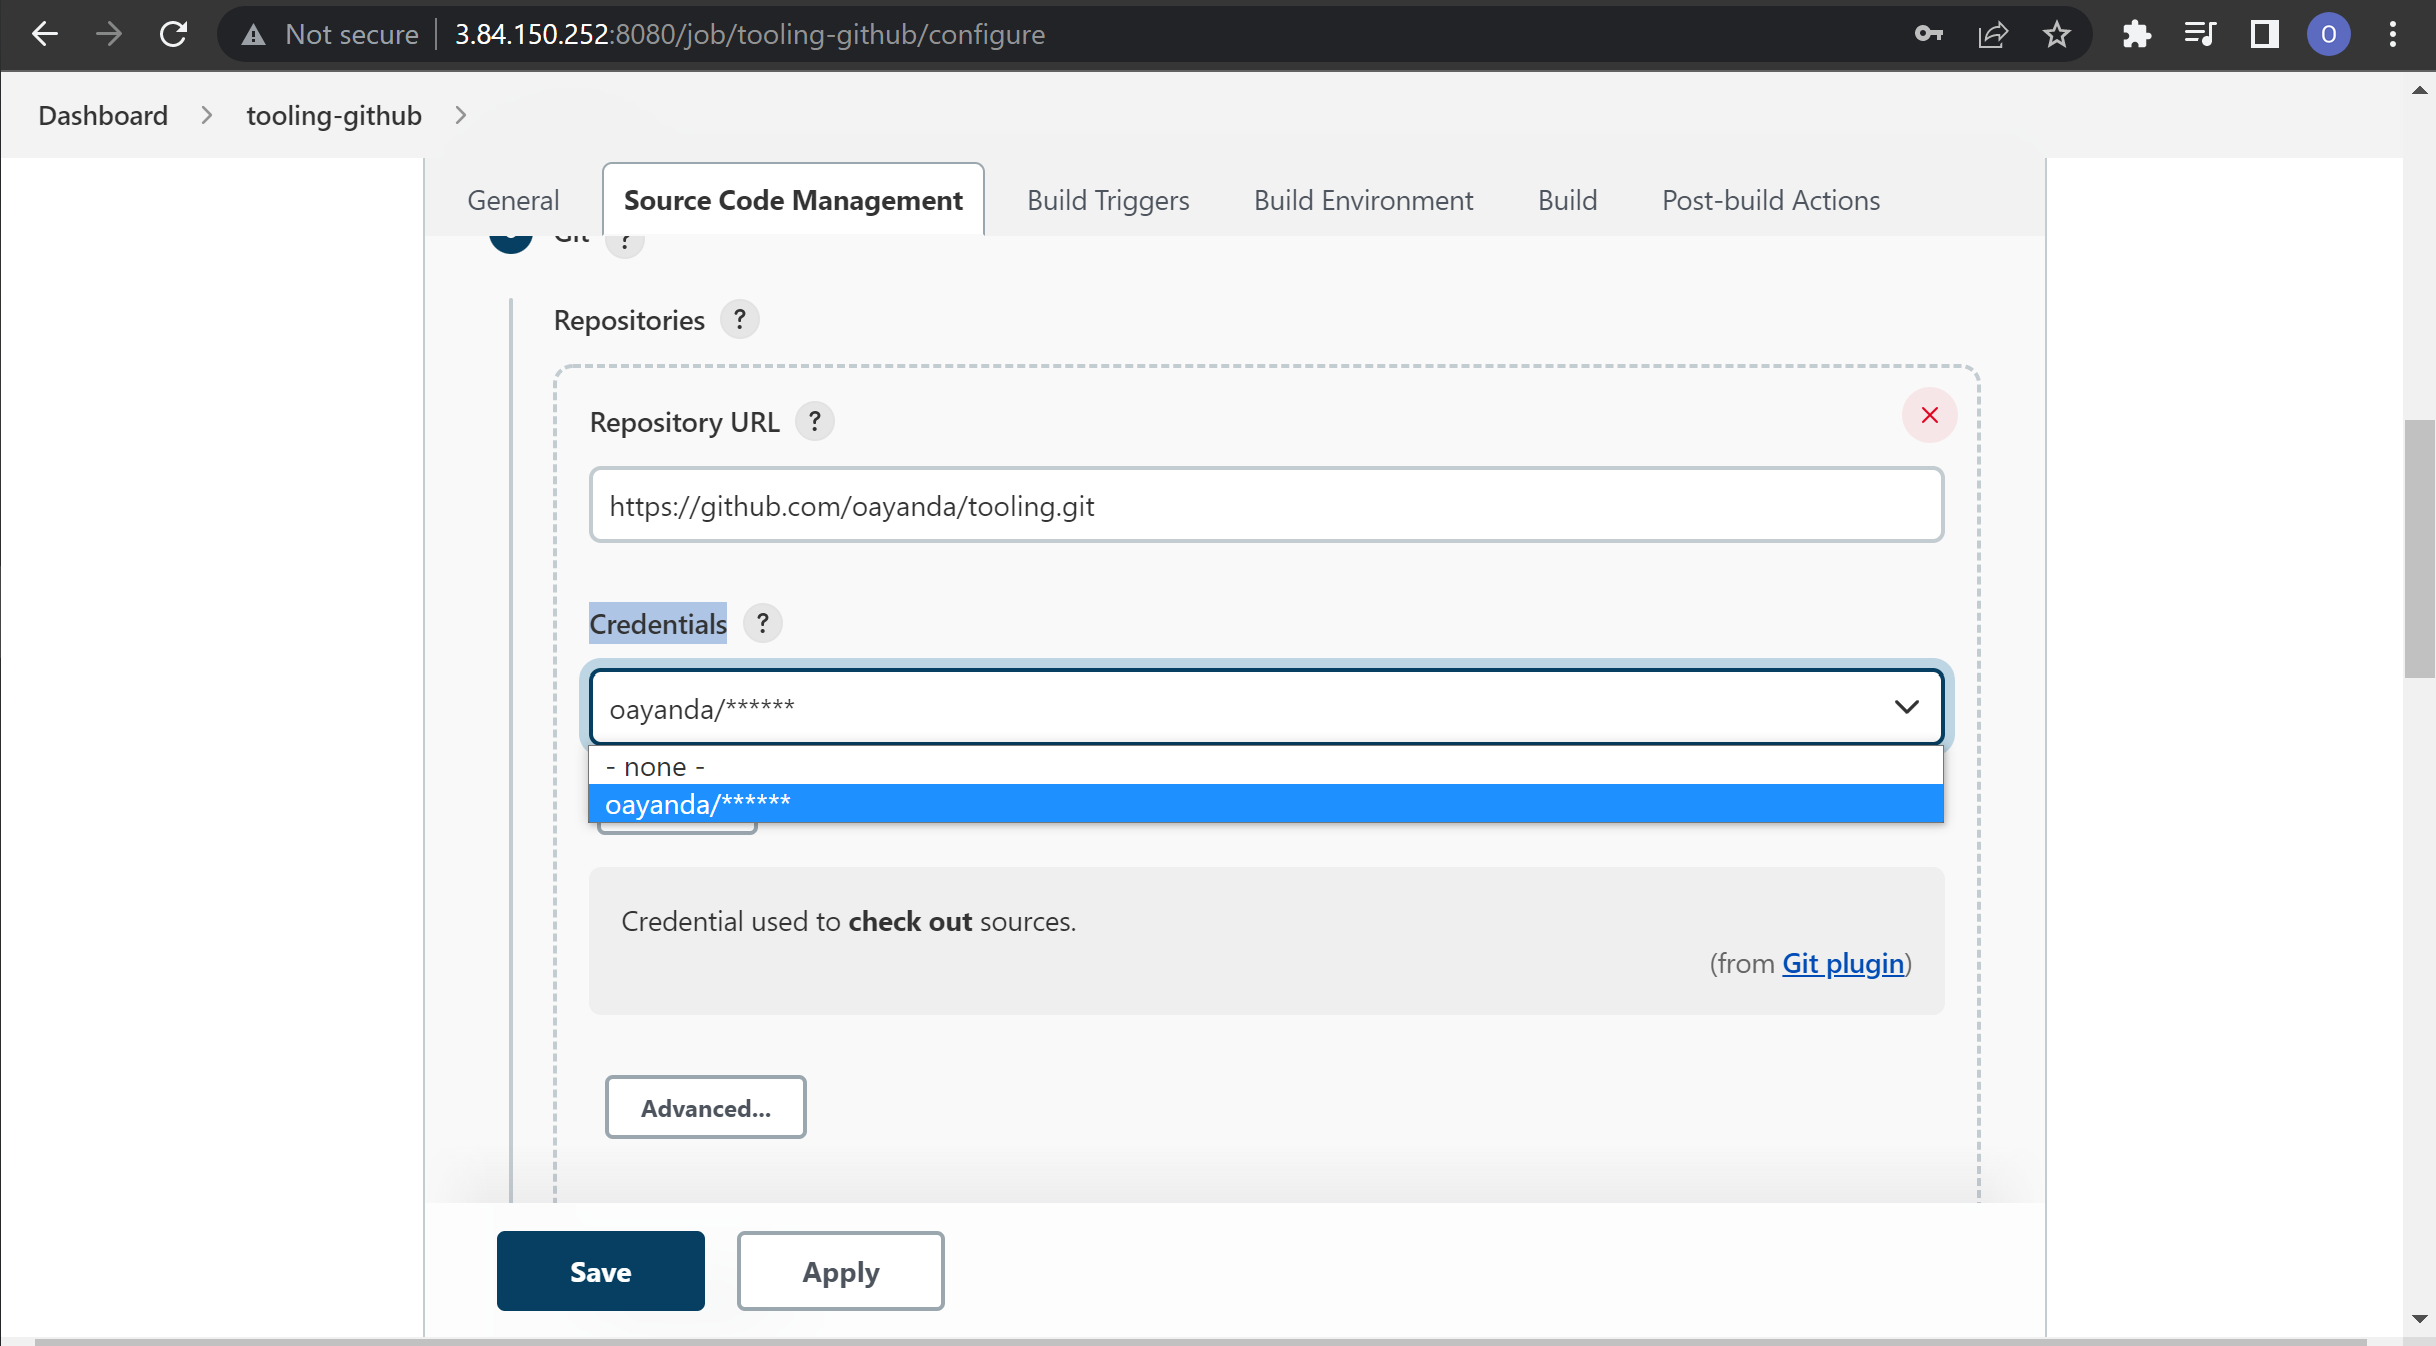 Not secure | 3.84.150.252:8080/job/tooling-github/configure
O
Dashboard > tooling-github >
General Source Code Management Build Triggers Build Environment Build Post-build Actions
Git ?
Repositories ?
Repository URL ?
https://github.com/oayanda/tooling.git
Credentials ?
oayanda/******
- none -
oayanda/******
Credential used to check out sources.
(from Git plugin)
Advanced...
Save Apply